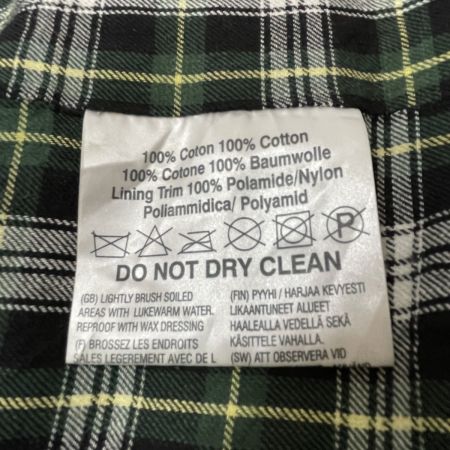 100% Coton 100% Cotton
100% Cotone 100% Baumwolle
Lining Trim 100% Polamide/Nylon
Poliammidica/ Polyamid
P
DO NOT DRY CLEAN
(GB) LIGHTLY BRUSH SOILED
AREAS WITH LUKEWARM WATER.
REPROOF WITH WAX DRESSING
(F) BROSSEZ LES ENDROITS
SALES LEGEREMENT AVEC DE L
(FIN) PYYHI / HARJAA KEVYESTI
LIKAANTUNEET ALUEET
HAALEALLA VEDELLÄ SEKÄ
KÄSITTELE VAHALLA.
(SW) ATT OBSERVERA VID